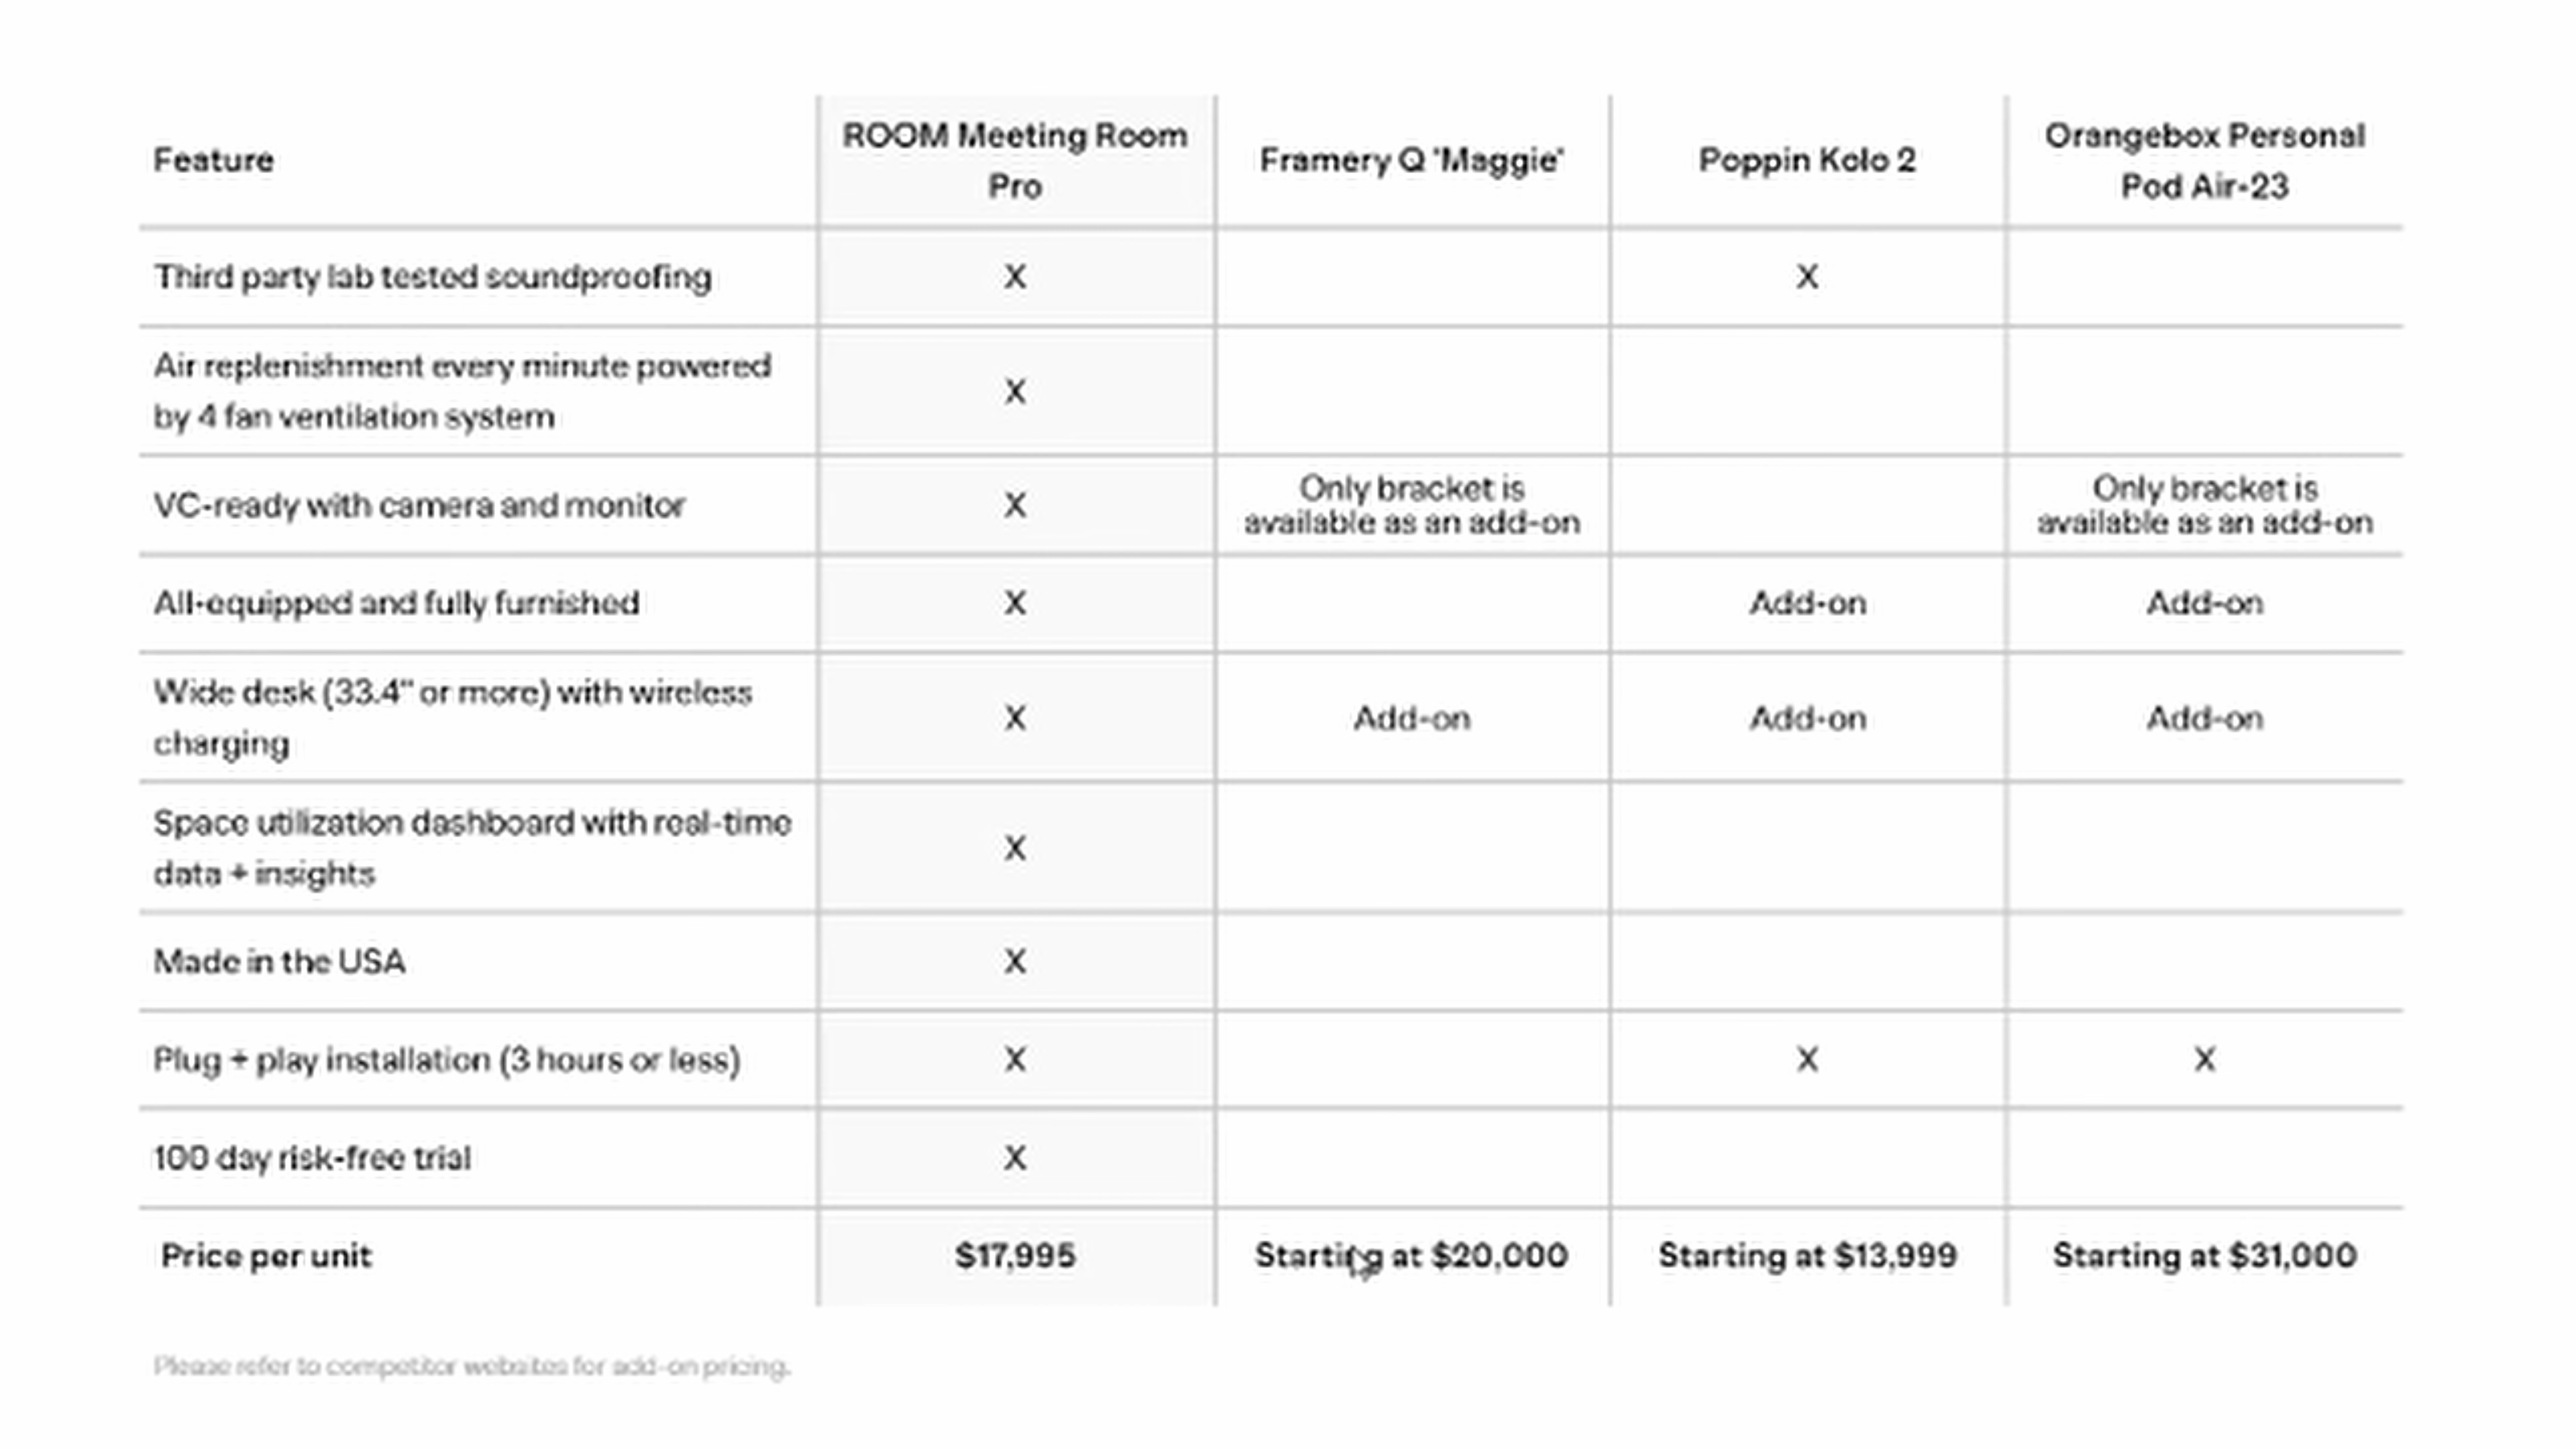 Feature
ROOM Meeting Room
Pro
Framery Q 'Maggie'
Poppin Kolo 2
Orangebox Personal
Pod Air-23
Third party lab tested soundproofing
X
X
Air replenishment every minute powered
by 4 fan ventilation system
X
VC-ready with camera and monitor
X
Only bracket is
available as an add-on
Only bracket is
available as an add-on
All-equipped and fully furnished
X
Add-on
Add-on
Wide desk (33.4" or more) with wireless
charging
X
Add-on
Add-on
Add-on
Space utilization dashboard with real-time
data + insights
X
Made in the USA
X
Plug + play installation (3 hours or less)
X
X
X
100 day risk-free trial
X
Price per unit
$17,995
Starting at $20,000
Starting at $13,999
Starting at $31,000
Please refer to competitor websites for add-on pricing.